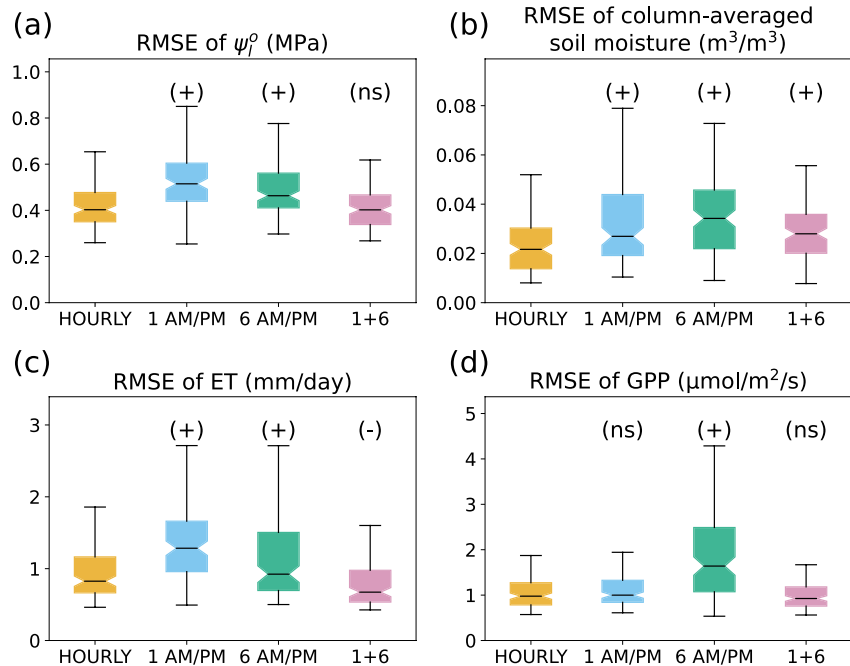 (a)
RMSE of ψₗᵒ (MPa)
1.0
0.8
0.6
0.4
0.2
0.0
(+)
(+)
(ns)
HOURLY 1 AM/PM 6 AM/PM 1+6
(b)
RMSE of column-averaged
soil moisture (m³/m³)
0.08
0.06
0.04
0.02
0.00
(+)
(+)
(+)
HOURLY 1 AM/PM 6 AM/PM 1+6
(c)
RMSE of ET (mm/day)
3
2
1
0
(+)
(+)
(-)
HOURLY 1 AM/PM 6 AM/PM 1+6
(d)
RMSE of GPP (μmol/m²/s)
5
4
3
2
1
0
(ns)
(+)
(ns)
HOURLY 1 AM/PM 6 AM/PM 1+6